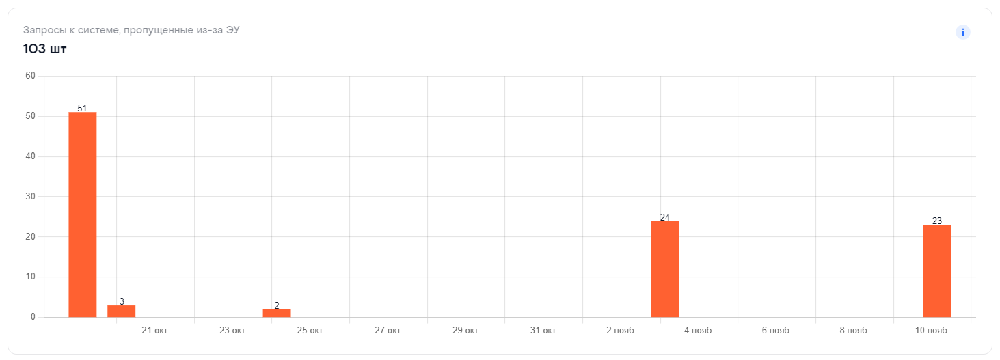 Запросы к системе, пропущенные из-за ЭУ
i
103 шт
60
51
50
40
30
24
23
20
10
3
2
0
21 окт.
23 окт.
25 окт.
27 окт.
29 окт.
31 окт.
2 нояб.
4 нояб.
6 нояб.
8 нояб.
10 нояб.